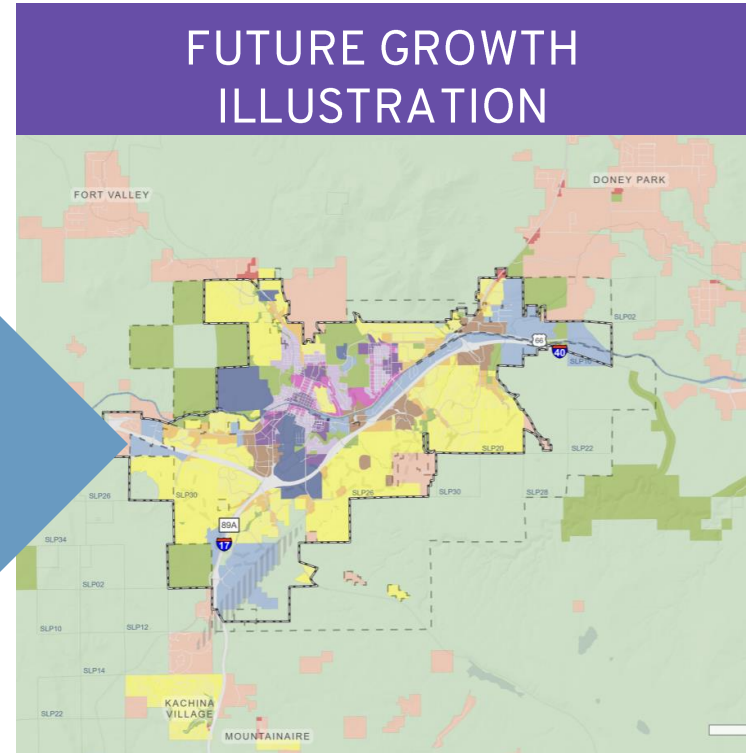 FUTURE GROWTH
ILLUSTRATION
FORT VALLEY
DONEY PARK
SLP02
66
40
SLP20
SLP22
SLP26
SLP30
SLP26
SLP30
SLP28
89A
17
SLP34
SLP02
SLP10
SLP12
SLP14
KACHINA
VILLAGE
SLP22
MOUNTAINAIRE